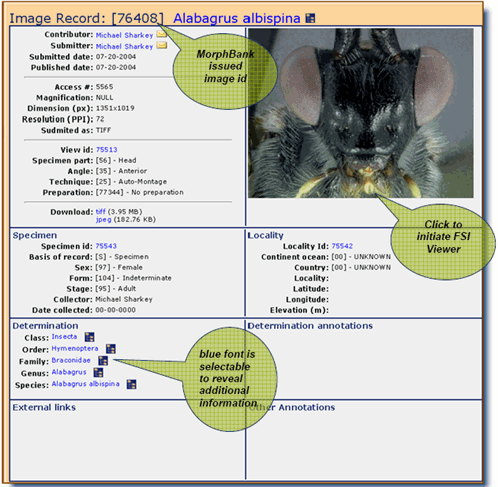 Image Record: [76408] Alabagrus albispina
Contributor: Michael Sharkey
Submitter: Michael Sharkey
Submitted date: 07-20-2004
Published date: 07-20-2004
Access #: 5565
Magnification: NULL
Dimension (px): 1351x1019
Resolution (PPI): 72
Sudmited as: TIFF
View id: 75513
Specimen part: [56] - Head
Angle: [35] - Anterior
Technique: [25] - Auto-Montage
Preparation: [77344] - No preparation
Download: tiff (3.95 MB)
jpeg (182.76 KB)
MorphBank
issued
image id
Click to
initiate FSI
Viewer
Specimen
Specimen id: 75543
Basis of record: [S] - Specimen
Sex: [97] - Female
Form: [104] - Indeterminate
Stage: [95] - Adult
Collector: Michael Sharkey
Date collected: 00-00-0000
Locality
Locality Id: 75542
Continent ocean: [00] - UNKNOWN
Country: [00] - UNKNOWN
Locality:
Latitude:
Longitude:
Elevation (m):
Determination
Class: Insecta
Order: Hymenoptera
Family: Braconidae
Genus: Alabagrus
Species: Alabagrus albispina
blue font is
selectable
to reveal
additional
information
Determination annotations
External links
Other Annotations